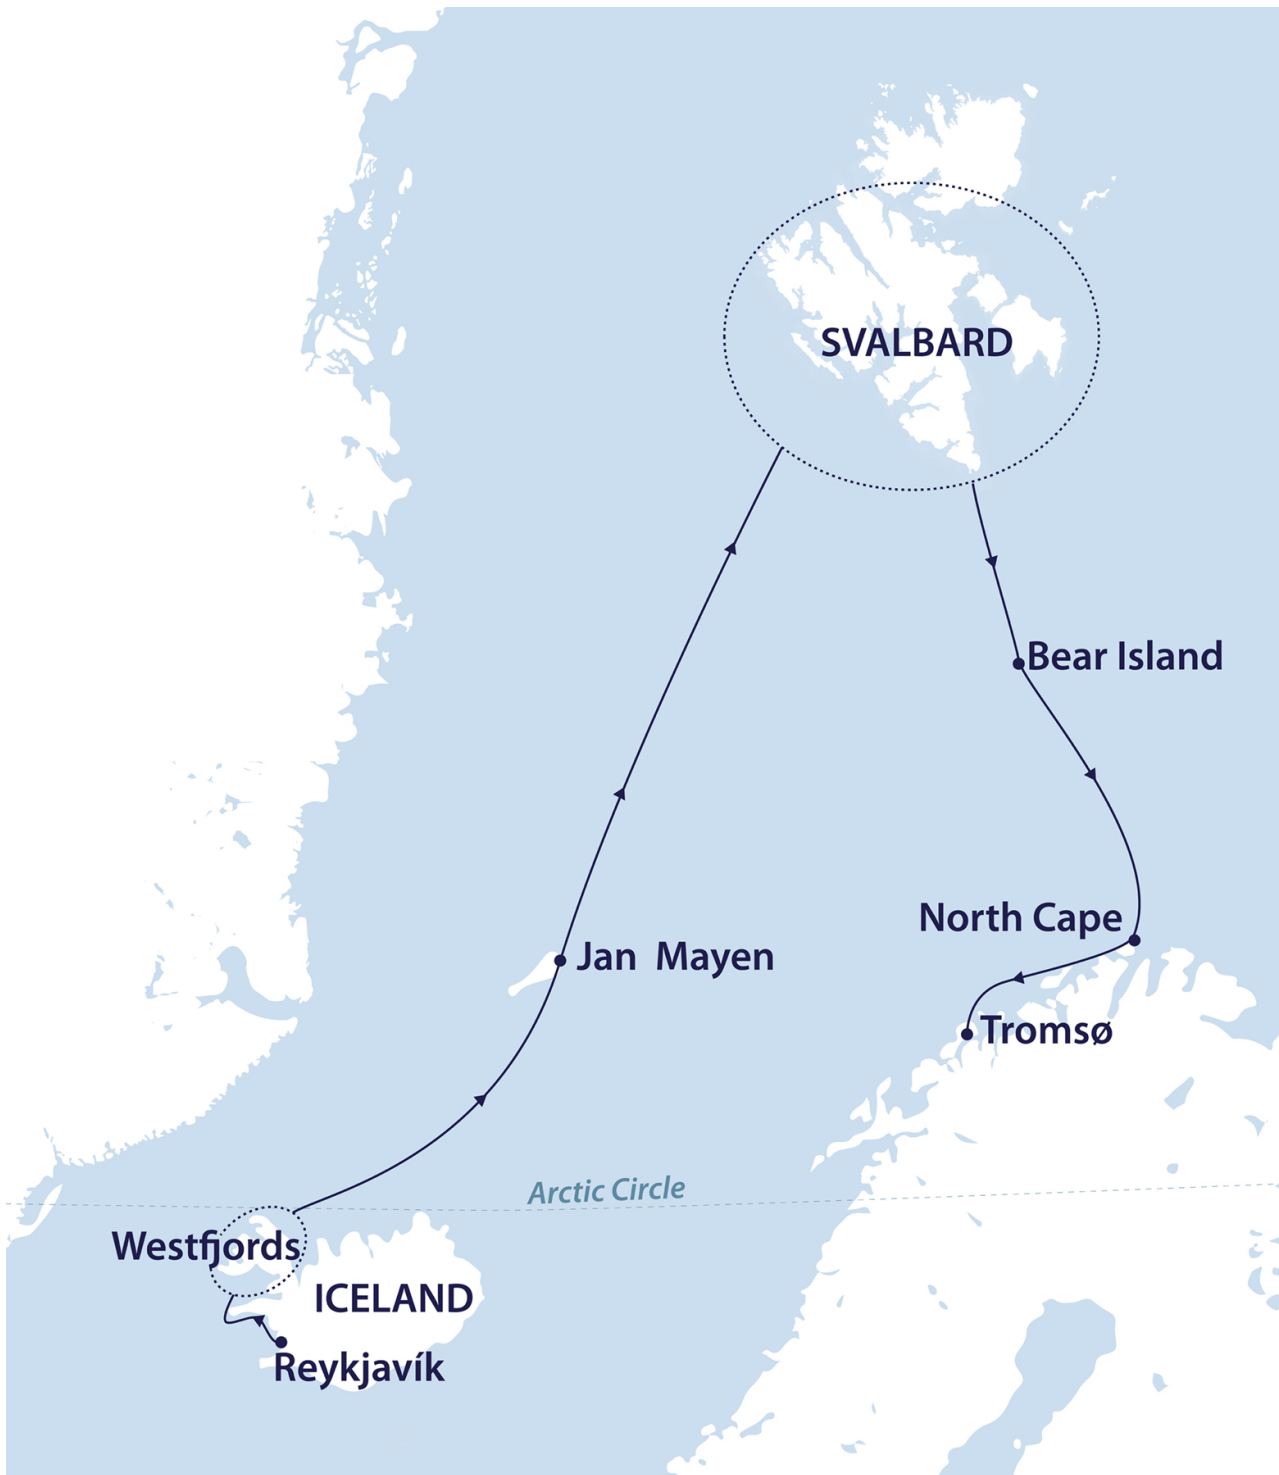 SVALBARD
Bear Island
North Cape
Jan Mayen
Tromsø
Arctic Circle
Westfjords
ICELAND
Reykjavík